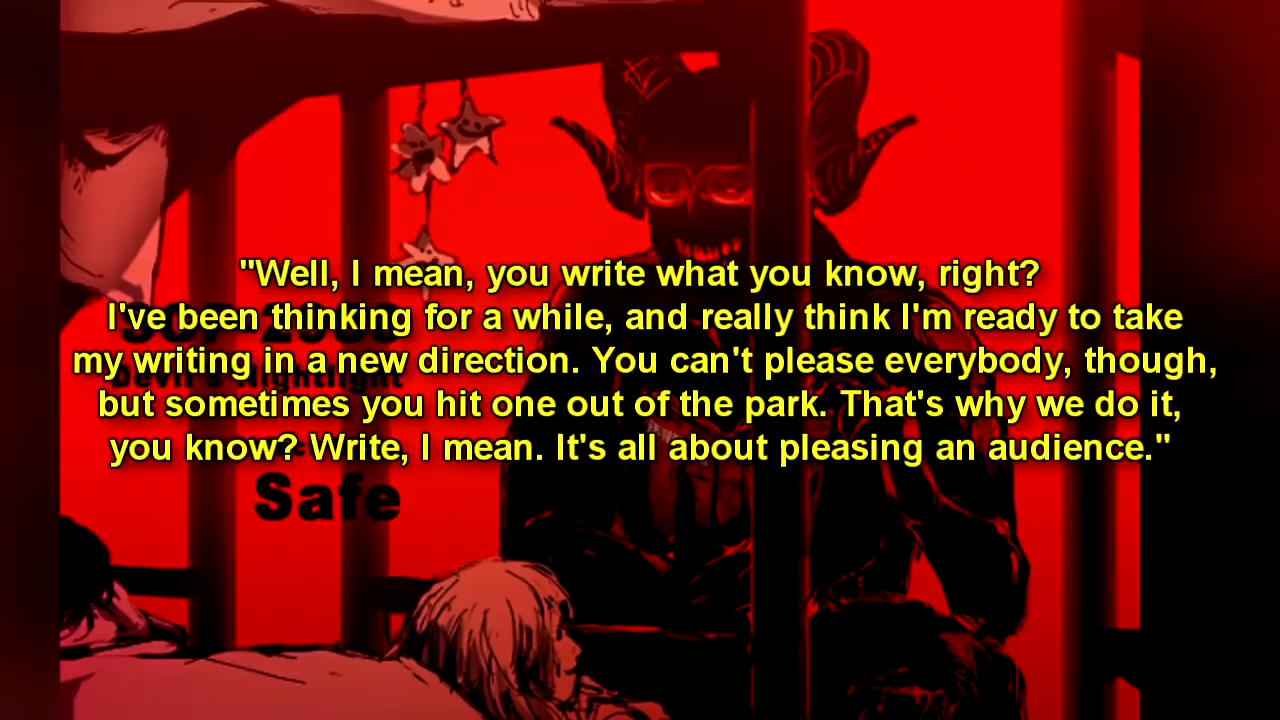 "Well, I mean, you write what you know, right?
I've been thinking for a while, and really think I'm ready to take
my writing in a new direction. You can't please everybody, though,
but sometimes you hit one out of the park. That's why we do it,
you know? Write, I mean. It's all about pleasing an audience."
Devil's Nightlight
Safe